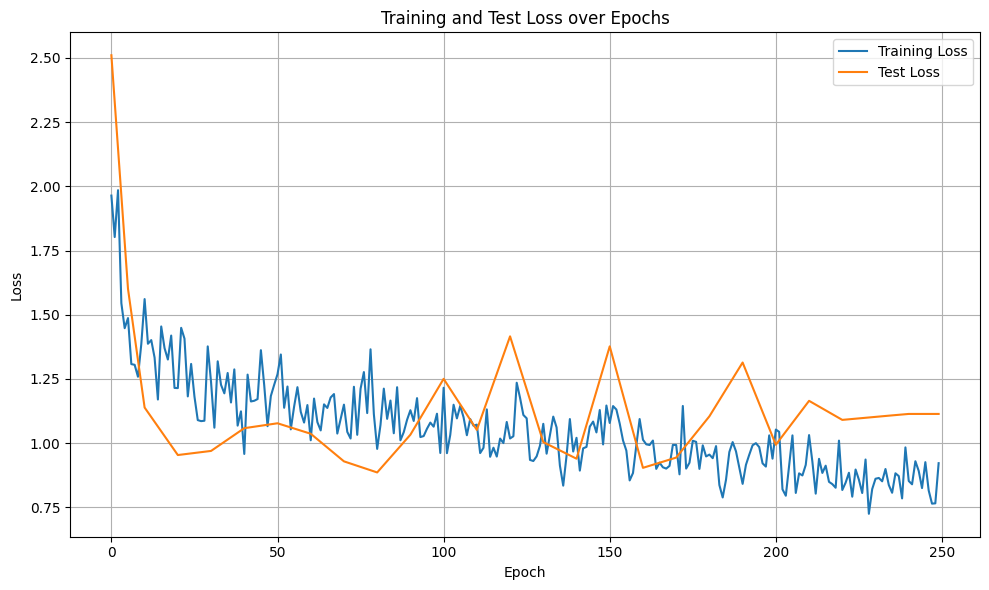 Training and Test Loss over Epochs
Training Loss
Test Loss
2.50
2.25
2.00
1.75
1.50
1.25
1.00
0.75
Loss
0 50 100 150 200 250
Epoch